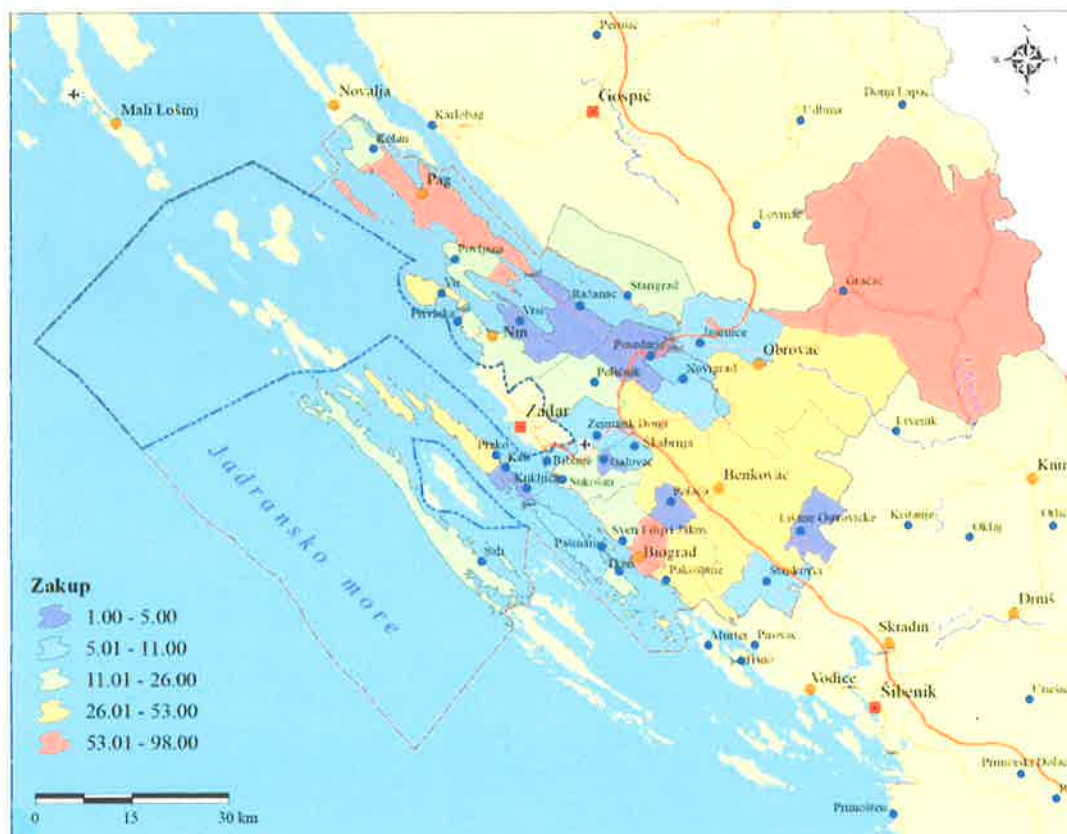 Perušić
Donji Lapac
Mali Lošinj
Novalja
Gospić
Udbina
Karlobag
Kolan
Pag
Lovinac
Povljana
Gračac
Vir
Ražanac
Starigrad
Privlaka
Vrsi
Nin
Jasenice
Posedarje
Obrovac
Poličnik
Novigrad
Zadar
Zemunik Donji
Škabrnja
Ervenik
Preko
Kali
Bibinje
Galovac
Benkovac
Knin
Kukljica
Sukošan
Polača
Lišane Ostrovičke
Kistanje
Oklaj
Jadransko more
Sali
Pašman
Sveti Filip i Jakov
Biograd
Tkon
Pakoštane
Stankovci
Drniš
Zakup
1.00 - 5.00
5.01 - 11.00
11.01 - 26.00
26.01 - 53.00
53.01 - 98.00
Murter
Pirovac
Tisno
Skradin
Vodice
Šibenik
Primorski Dolac
Primošten
0 15 30 km